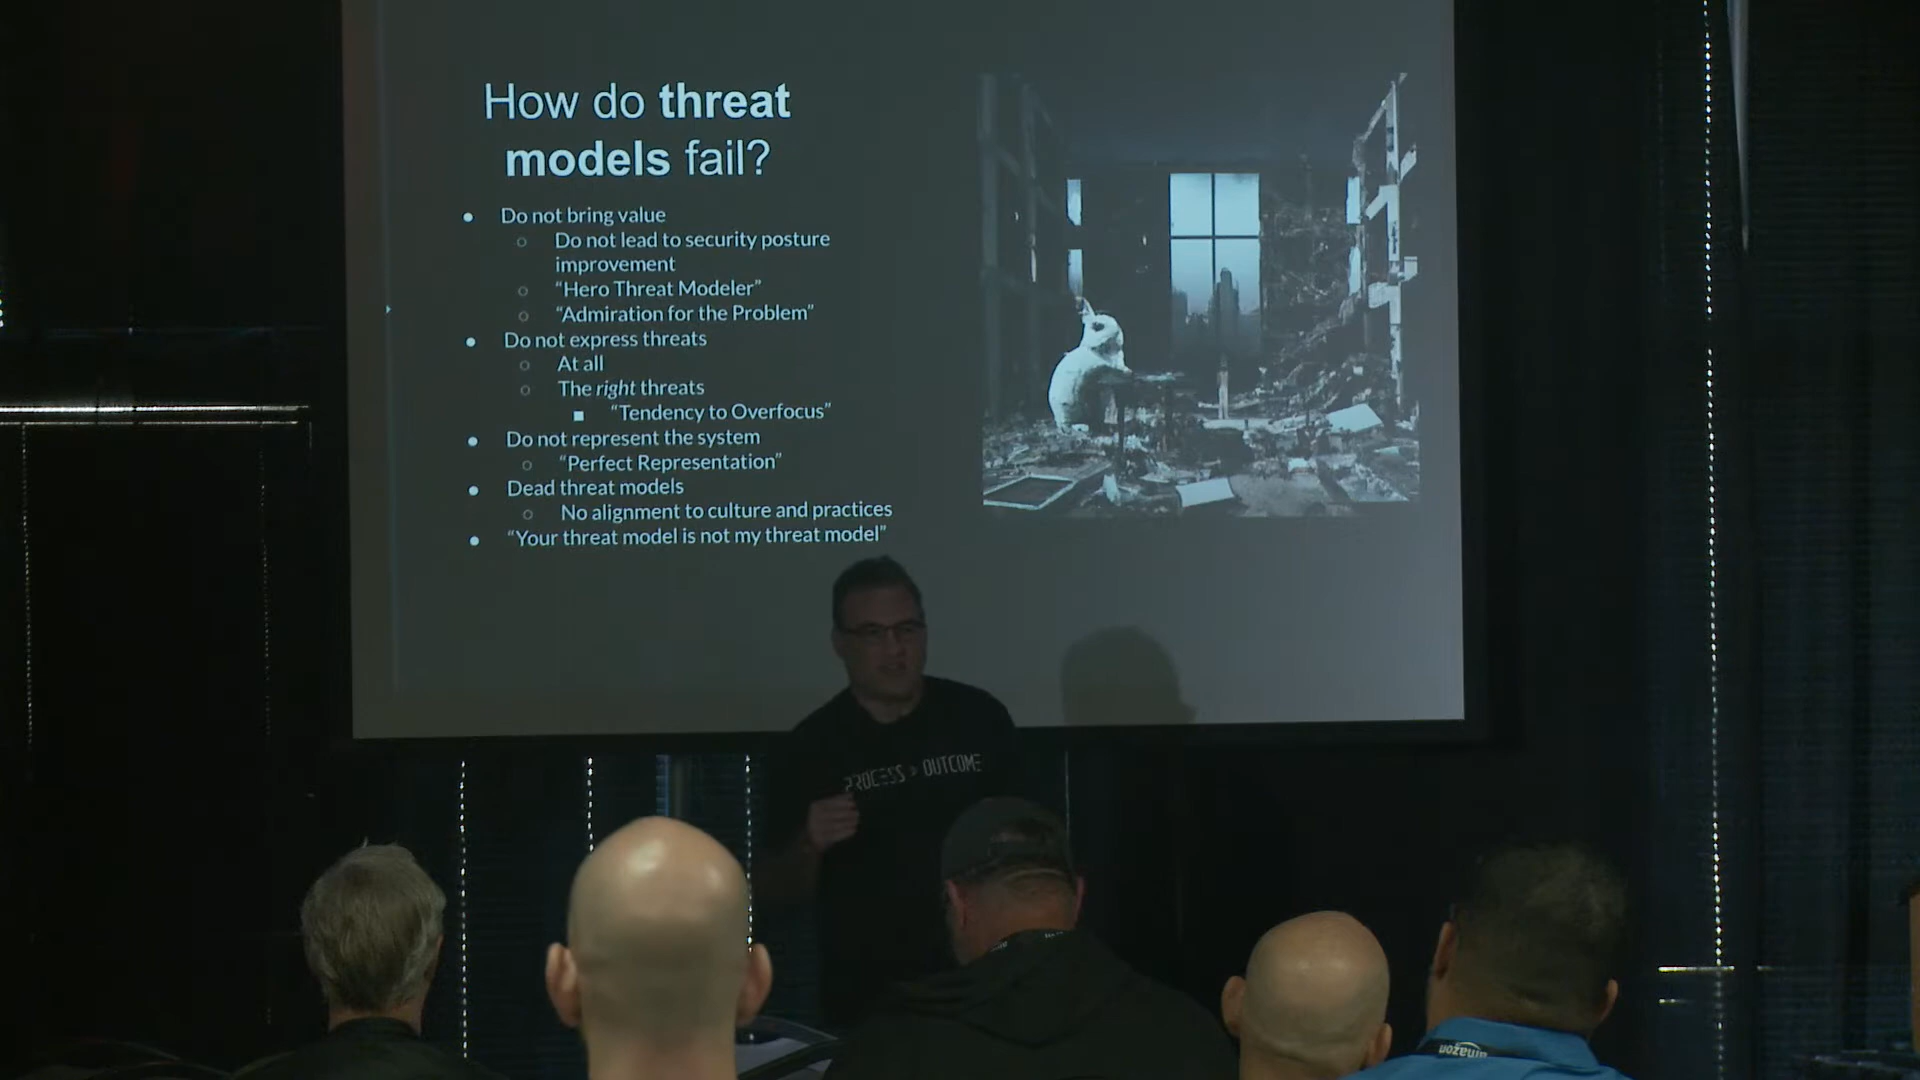 How do threat
models fail?
● Do not bring value
○ Do not lead to security posture
improvement
○ “Hero Threat Modeler”
○ “Admiration for the Problem”
● Do not express threats
○ At all
○ The right threats
■ “Tendency to Overfocus”
● Do not represent the system
○ “Perfect Representation”
● Dead threat models
○ No alignment to culture and practices
● “Your threat model is not my threat model”
PROCESS > OUTCOME
amazon